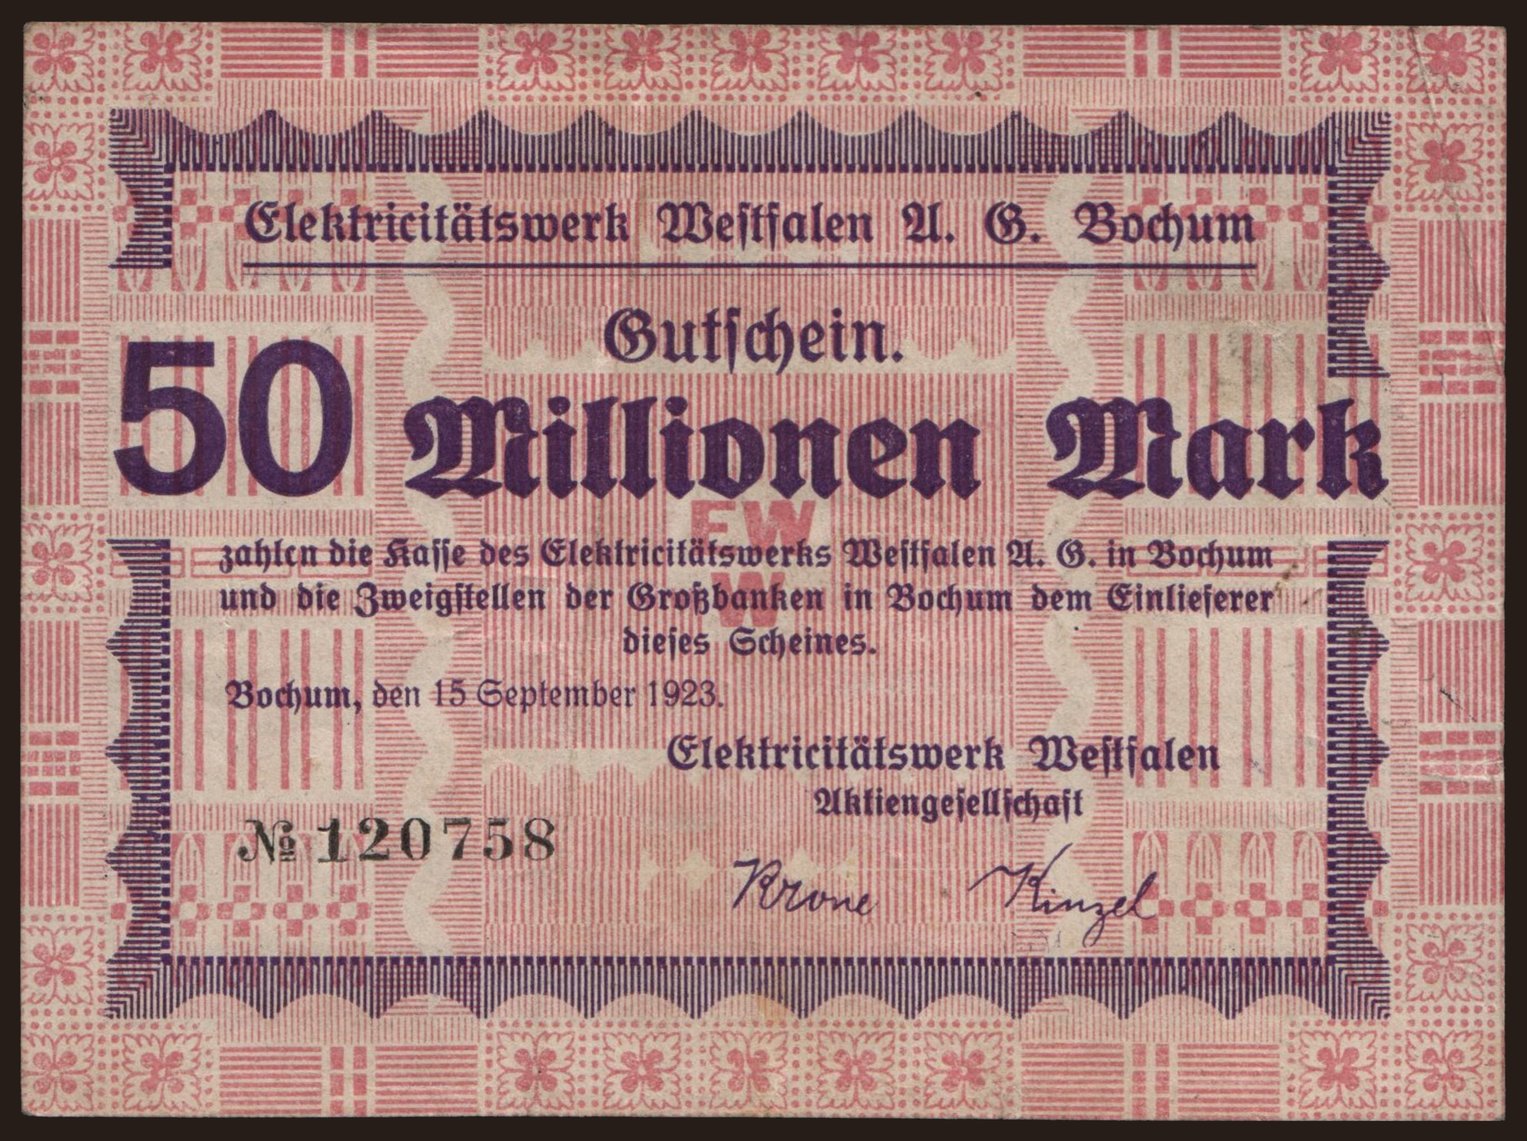 Elektricitätswerk Westfalen A. G. Bochum
Gutschein.
50 Millionen Mark
EW
W
zahlen die Kasse des Elektricitätswerks Westfalen A. G. in Bochum
und die Zweigstellen der Großbanken in Bochum dem Einlieferer
dieses Scheines.
Bochum, den 15 September 1923.
Elektricitätswerk Westfalen
Aktiengesellschaft
№ 120758
Krone Kinzel